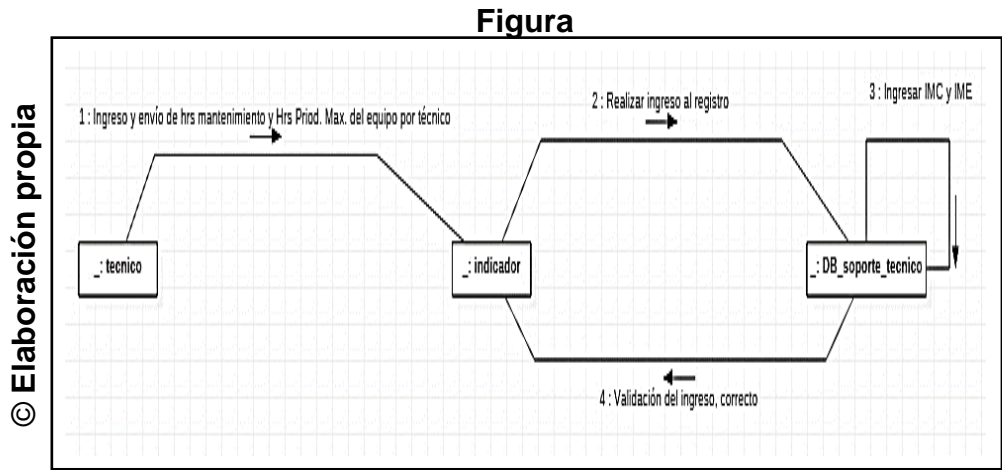 Figura
© Elaboración propia
1 : Ingreso y envío de hrs mantenimiento y Hrs Priod. Max. del equipo por técnico
2 : Realizar ingreso al registro
3 : Ingresar IMC y IME
_: tecnico
_: indicador
_: DB_soporte_tecnico
4 : Validación del ingreso, correcto